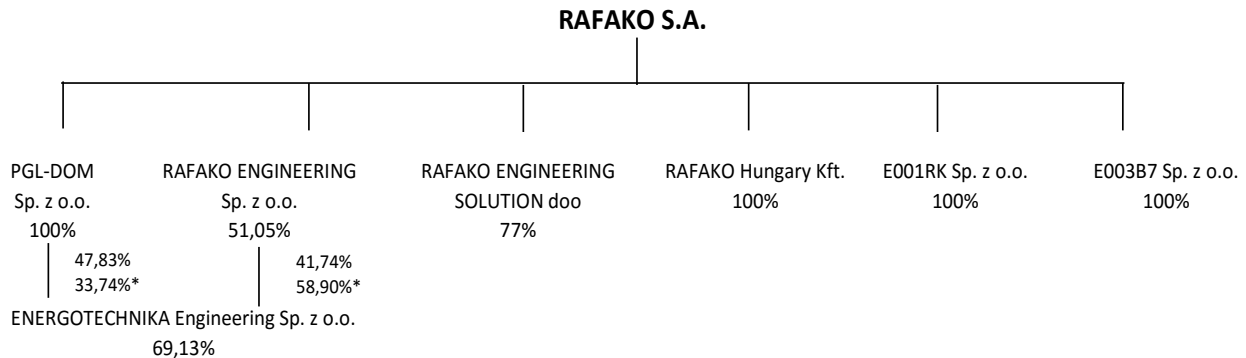 RAFAKO S.A.
PGL-DOM
Sp. z o.o.
100%
RAFAKO ENGINEERING
Sp. z o.o.
51,05%
RAFAKO ENGINEERING
SOLUTION doo
77%
RAFAKO Hungary Kft.
100%
E001RK Sp. z o.o.
100%
E003B7 Sp. z o.o.
100%
47,83%
33,74%*
41,74%
58,90%*
ENERGOTECHNIKA Engineering Sp. z o.o.
69,13%